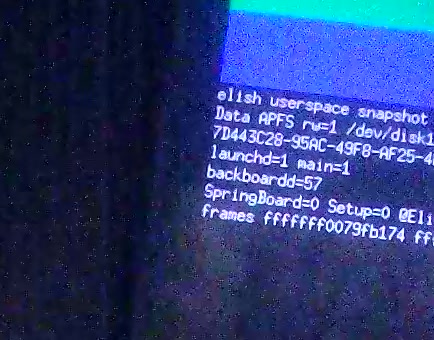 elish userspace snapshot
Data APFS rw=1 /dev/disk1
7D443C28-95AC-49F8-AF25-4
launchd=1 main=1
backboardd=57
SpringBoard=0 Setup=0 @Eli
frames fffffff0079fb174 ff